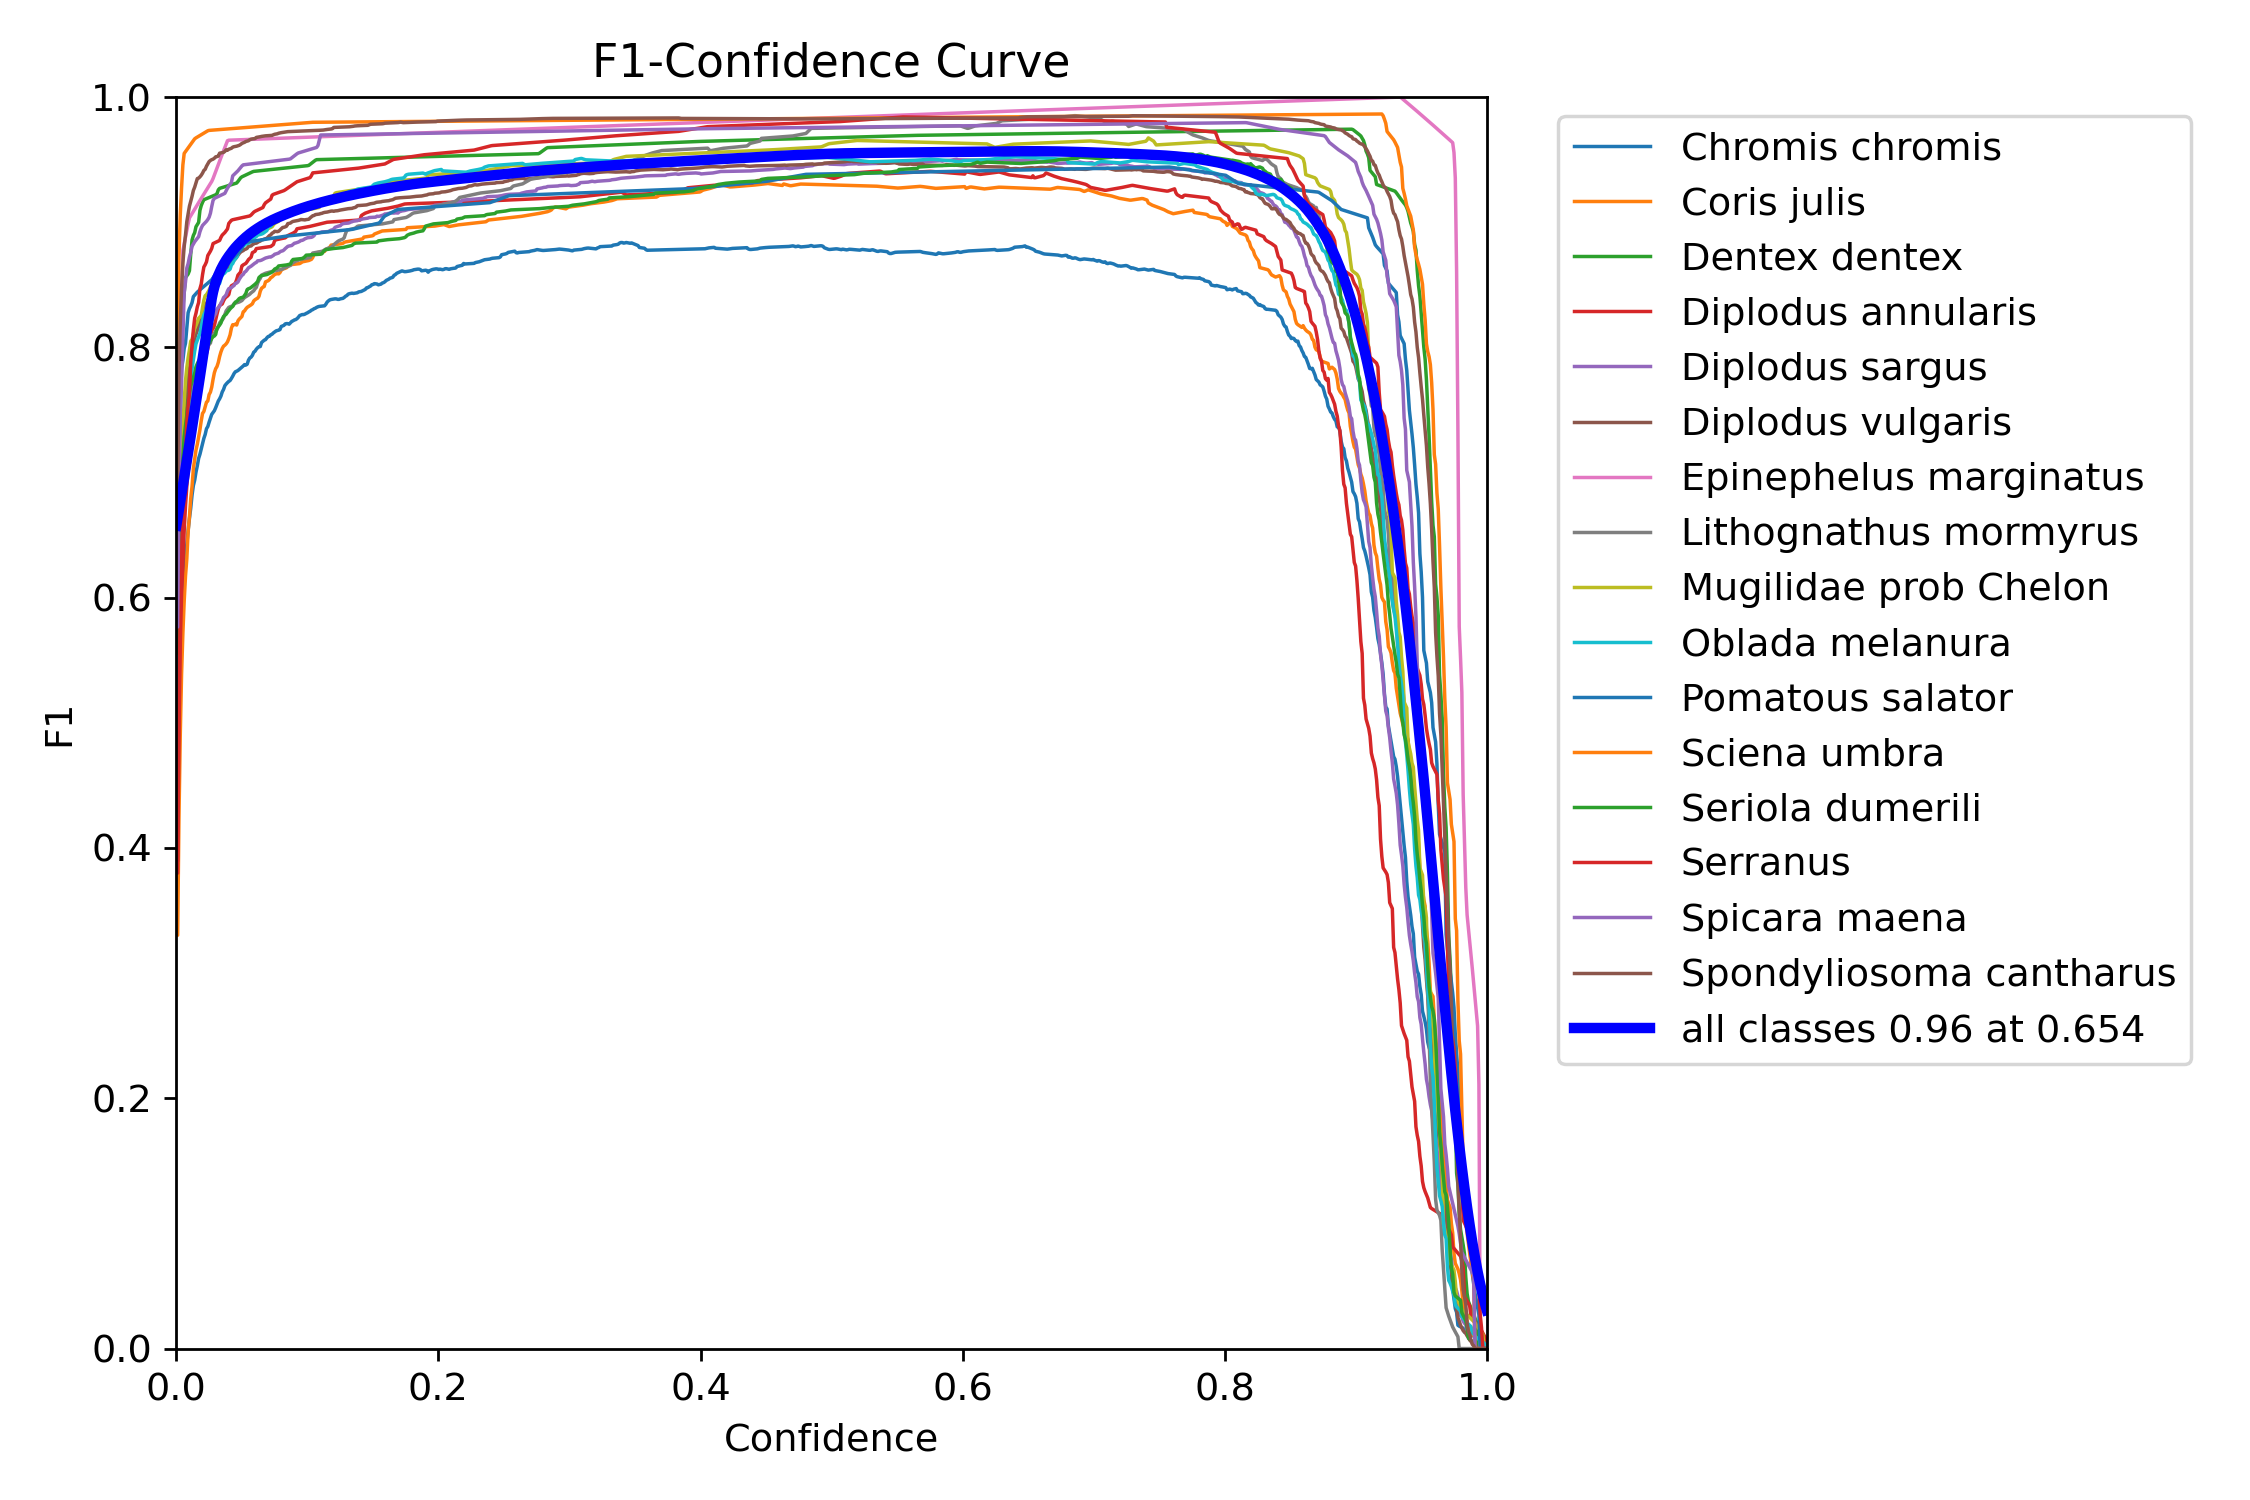 F1-Confidence Curve
1.0
0.8
0.6
0.4
0.2
0.0
F1
0.0 0.2 0.4 0.6 0.8 1.0
Confidence
Chromis chromis
Coris julis
Dentex dentex
Diplodus annularis
Diplodus sargus
Diplodus vulgaris
Epinephelus marginatus
Lithognathus mormyrus
Mugilidae prob Chelon
Oblada melanura
Pomatous salator
Sciena umbra
Seriola dumerili
Serranus
Spicara maena
Spondyliosoma cantharus
all classes 0.96 at 0.654